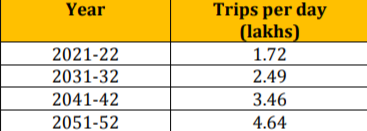 Year Trips per day
(lakhs)
2021-22 1.72
2031-32 2.49
2041-42 3.46
2051-52 4.64